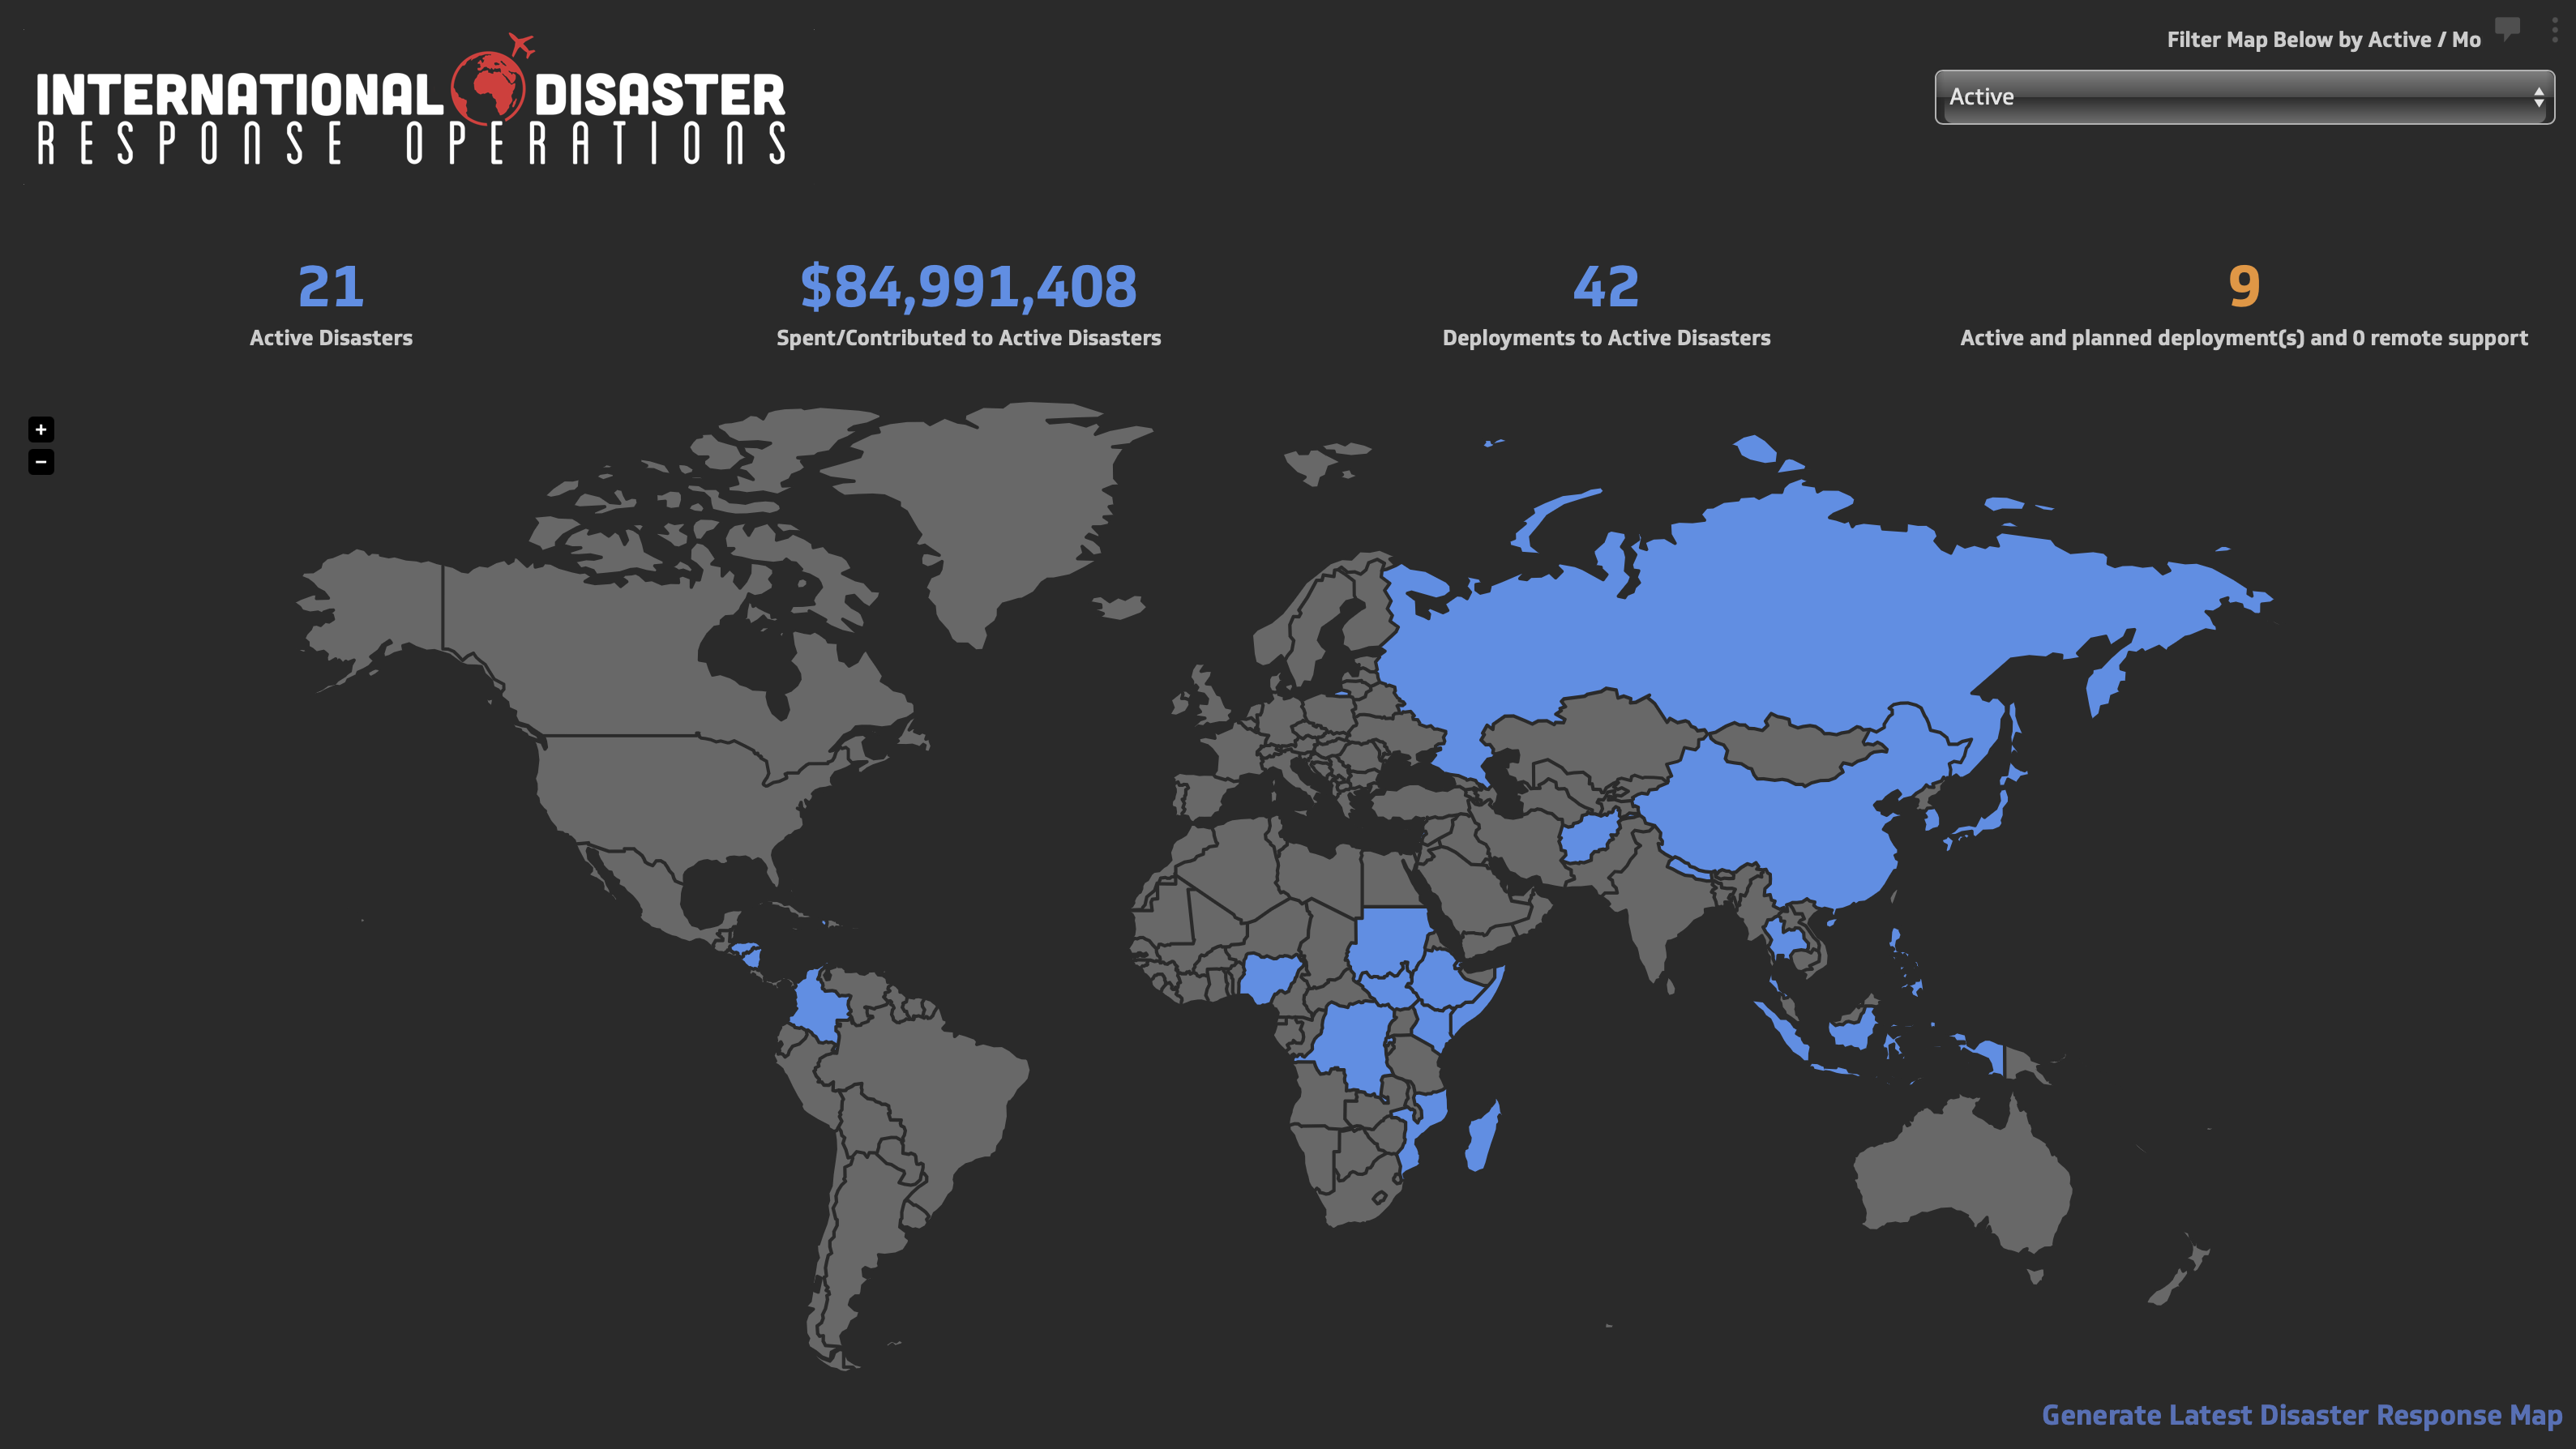 INTERNATIONAL DISASTER
RESPONSE OPERATIONS
Filter Map Below by Active / Mo
Active
21
Active Disasters
$84,991,408
Spent/Contributed to Active Disasters
42
Deployments to Active Disasters
9
Active and planned deployment(s) and 0 remote support
+
−
Generate Latest Disaster Response Map